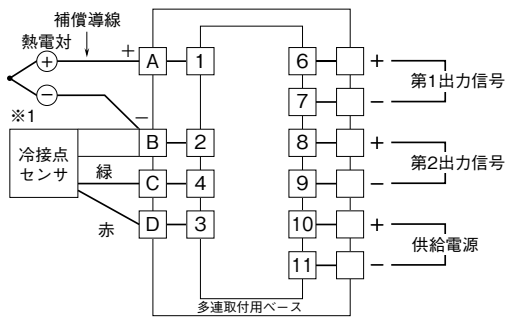 補償導線
熱電対
+
+
−
−
※1
冷接点
センサ
緑
赤
A
B
C
D
1
2
4
3
6
7
8
9
10
11
+
第1出力信号
−
+
第2出力信号
−
+
供給電源
−
多連取付用ベース